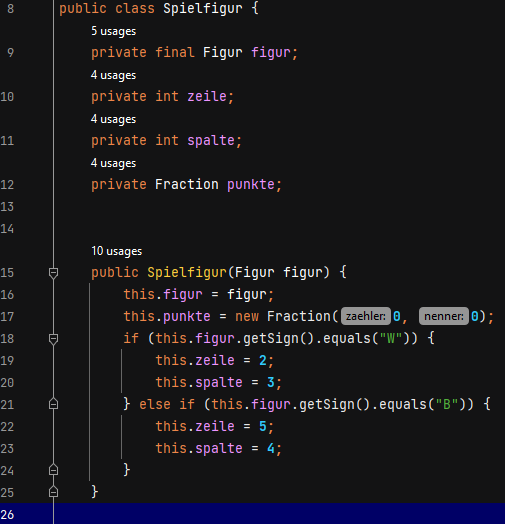 8 public class Spielfigur {
5 usages
9 private final Figur figur;
4 usages
10 private int zeile;
4 usages
11 private int spalte;
4 usages
12 private Fraction punkte;
13
14
10 usages
15 public Spielfigur(Figur figur) {
16 this.figur = figur;
17 this.punkte = new Fraction( zaehler: 0, nenner: 0);
18 if (this.figur.getSign().equals("W")) {
19 this.zeile = 2;
20 this.spalte = 3;
21 } else if (this.figur.getSign().equals("B")) {
22 this.zeile = 5;
23 this.spalte = 4;
24 }
25 }
26